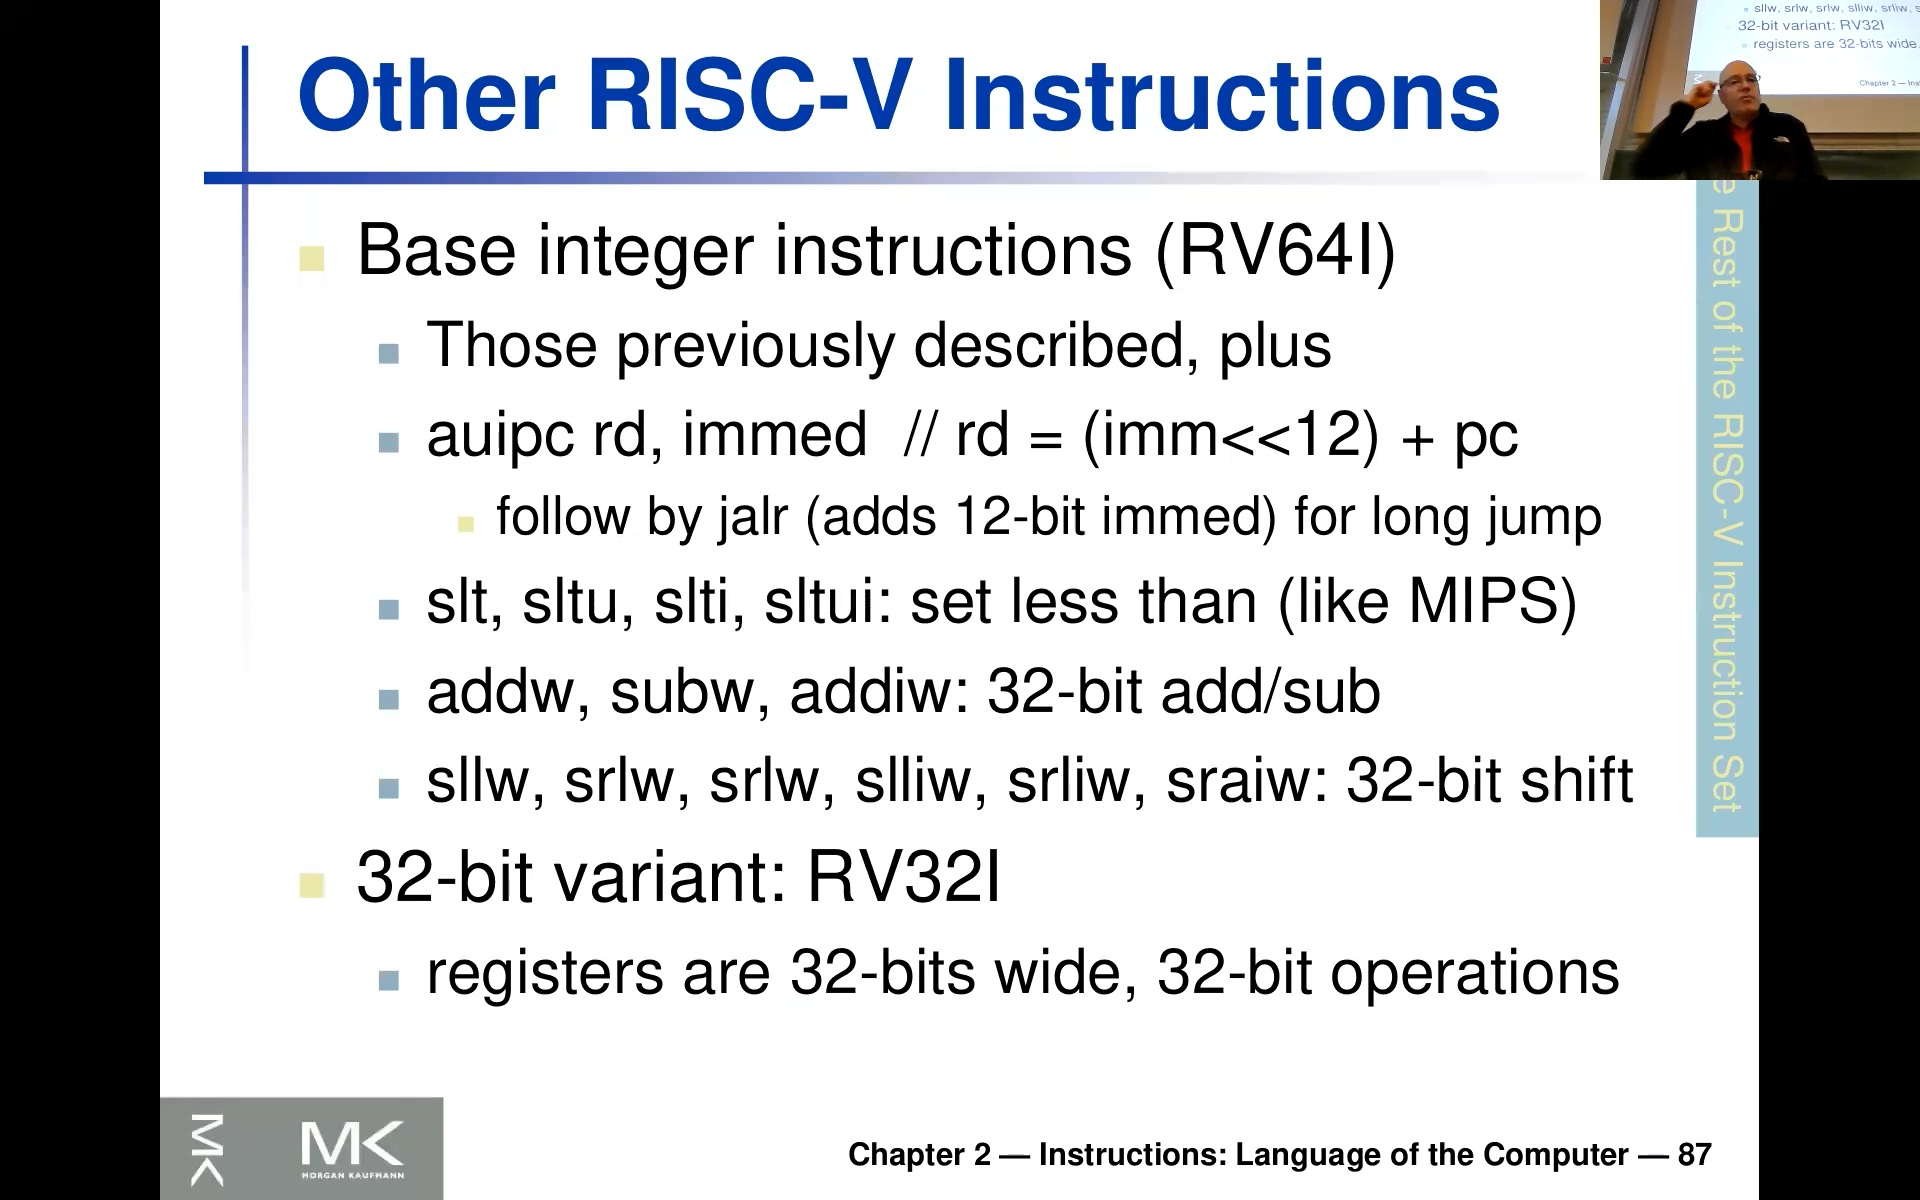 Other RISC-V Instructions
Base integer instructions (RV64I)
Those previously described, plus
auipc rd, immed // rd = (imm<<12) + pc
follow by jalr (adds 12-bit immed) for long jump
slt, sltu, slti, sltui: set less than (like MIPS)
addw, subw, addiw: 32-bit add/sub
sllw, srlw, srlw, slliw, srliw, sraiw: 32-bit shift
32-bit variant: RV32I
registers are 32-bits wide, 32-bit operations
e Rest of the RISC-V Instruction Set
sllw, srlw, srlw, slliw, srliw, s
32-bit variant: RV32I
registers are 32-bits wide,
Chapter 2 — Ins
MK
MK
MORGAN KAUFMANN
Chapter 2 — Instructions: Language of the Computer — 87